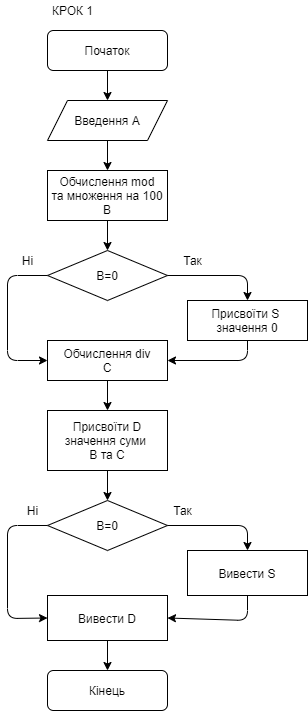 КРОК 1
Початок
Введення А
Обчислення mod
та множення на 100
B
B=0
Ні
Так
Присвоїти S
значення 0
Обчислення div
C
Присвоїти D
значення суми
B та C
Ні
B=0
Так
Вивести S
Вивести D
Кінець